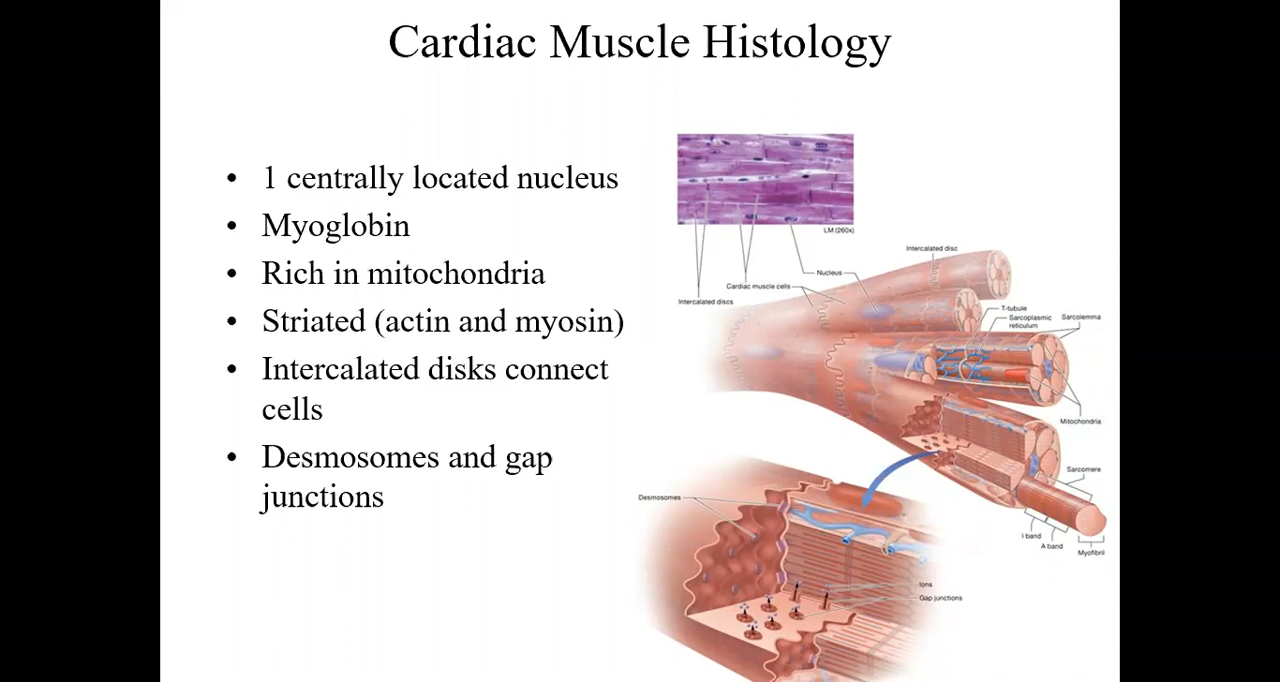 Cardiac Muscle Histology
• 1 centrally located nucleus
• Myoglobin
• Rich in mitochondria
• Striated (actin and myosin)
• Intercalated disks connect
cells
• Desmosomes and gap
junctions
LM (260x)
Intercalated disc
Nucleus
Cardiac muscle cells
Intercalated discs
T-tubule
Sarcoplasmic
reticulum
Sarcolemma
Mitochondria
Sarcomere
Desmosomes
I band
A band
Myofibril
Ions
Gap junctions